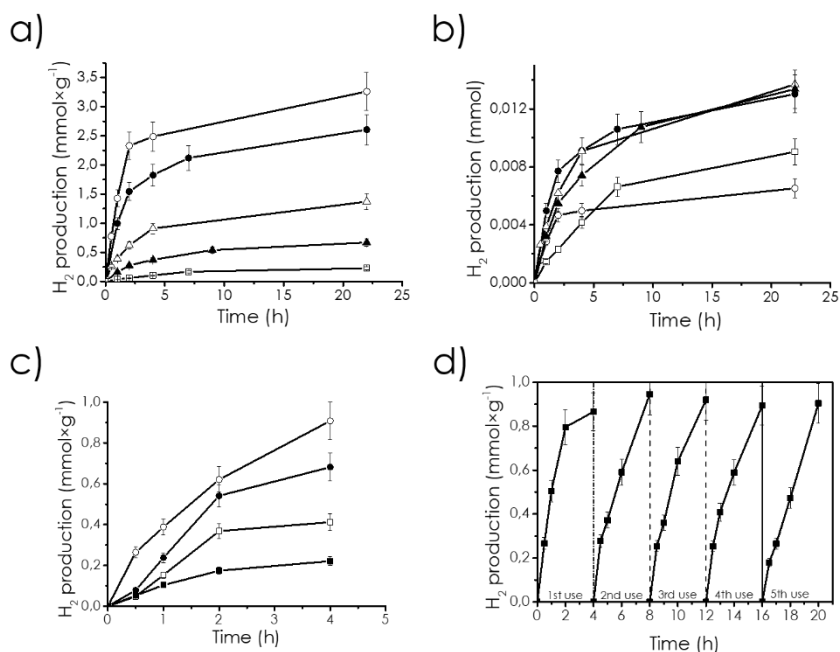 a)
H₂ production (mmol×g⁻¹)
3,5
3,0
2,5
2,0
1,5
1,0
0,5
0,0
0 5 10 15 20 25
Time (h)
b)
H₂ production (mmol)
0,012
0,008
0,004
0,000
0 5 10 15 20 25
Time (h)
c)
H₂ production (mmol×g⁻¹)
1,0
0,8
0,6
0,4
0,2
0,0
0 1 2 3 4 5
Time (h)
d)
H₂ production (mmol×g⁻¹)
1,0
0,8
0,6
0,4
0,2
0,0
1st use 2nd use 3rd use 4th use 5th use
0 2 4 6 8 10 12 14 16 18 20
Time (h)